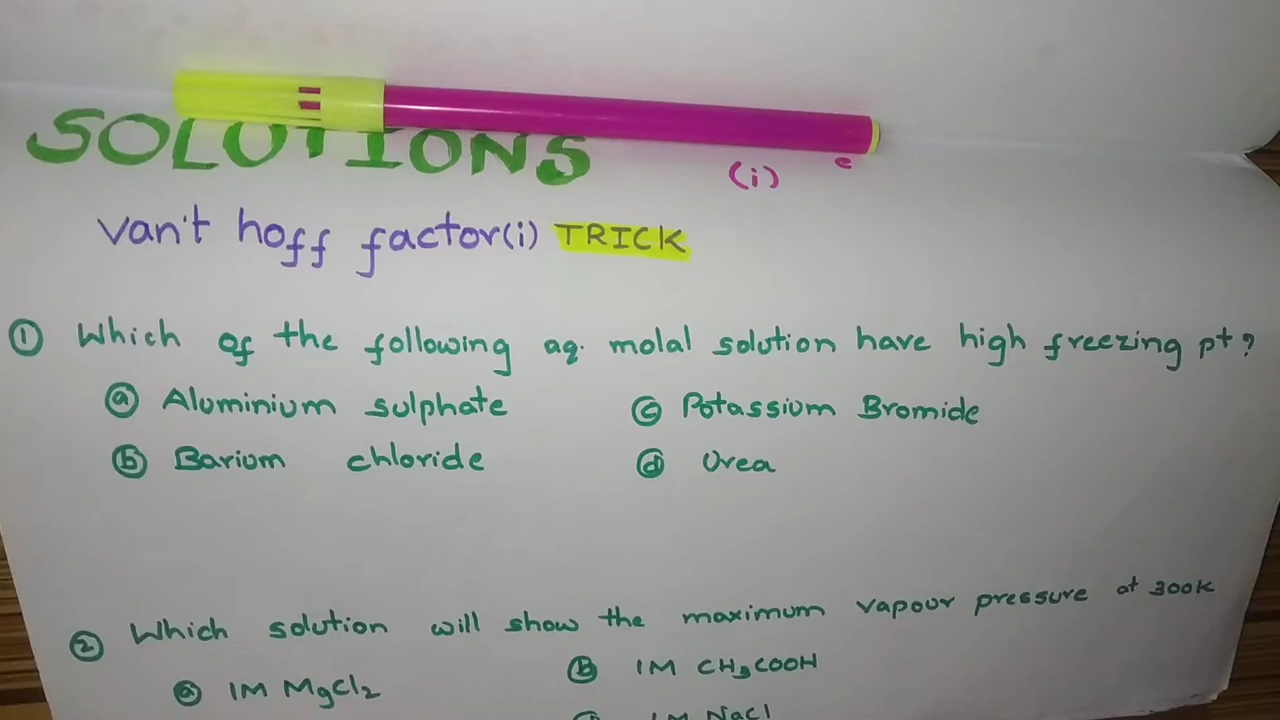 SOLUTIONS
(i) e
Van't hoff factor(i) TRICK
① Which of the following aq. molal solution have high freezing pt?
ⓐ Aluminium sulphate ⓒ Potassium Bromide
ⓑ Barium chloride ⓓ Urea
② Which solution will show the maximum vapour pressure at 300K
ⓐ 1M MgCl2 ⓑ 1M CH3COOH
1M NaCl